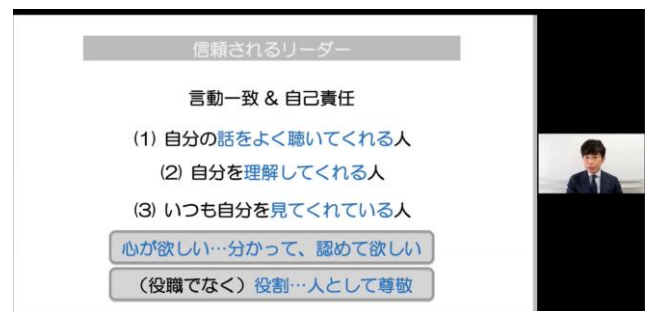 信頼されるリーダー
言動一致 & 自己責任
(1) 自分の話をよく聴いてくれる人
(2) 自分を理解してくれる人
(3) いつも自分を見てくれている人
心が欲しい…分かって、認めて欲しい
(役職でなく) 役割…人として尊敬